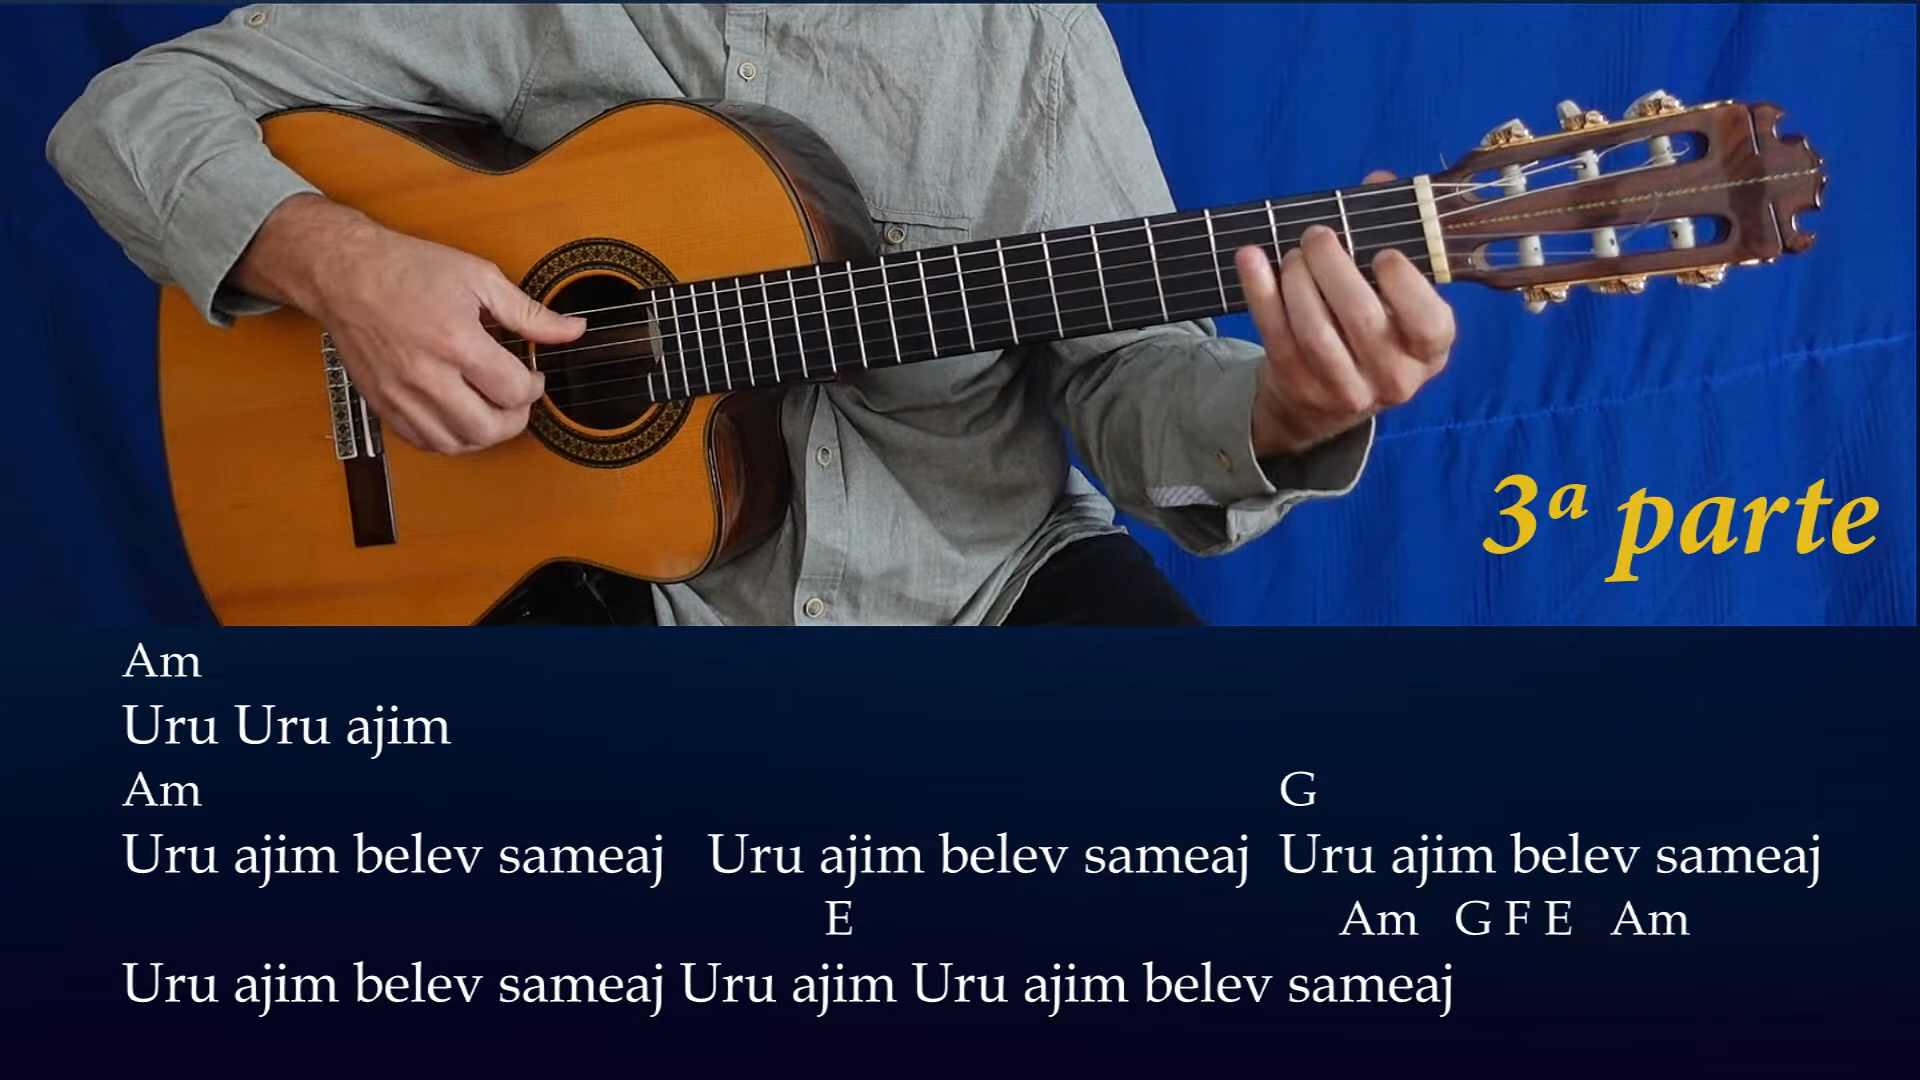 3ª parte
Am
Uru Uru ajim
Am G
Uru ajim belev sameaj Uru ajim belev sameaj Uru ajim belev sameaj
E Am G F E Am
Uru ajim belev sameaj Uru ajim Uru ajim belev sameaj